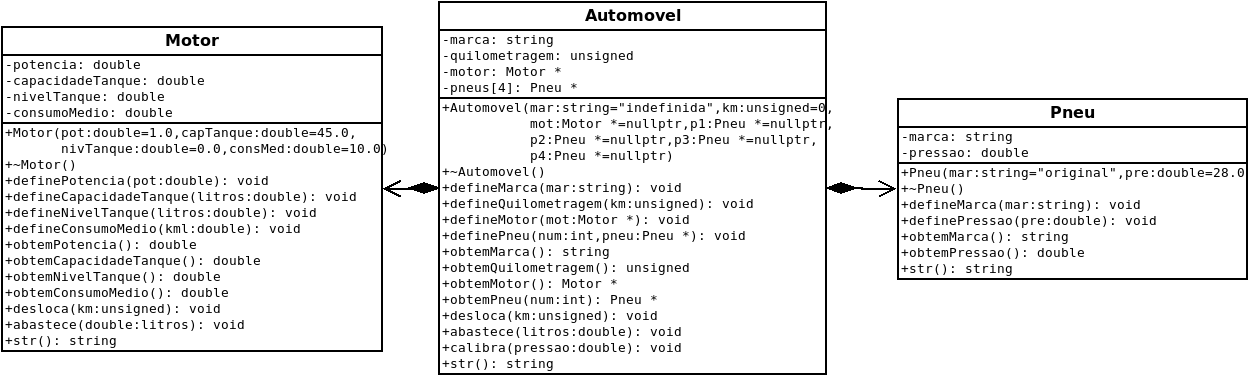 Motor
-potencia: double
-capacidadeTanque: double
-nivelTanque: double
-consumoMedio: double
+Motor(pot:double=1.0,capTanque:double=45.0,
nivTanque:double=0.0,consMed:double=10.0)
+~Motor()
+definePotencia(pot:double): void
+defineCapacidadeTanque(litros:double): void
+defineNivelTanque(litros:double): void
+defineConsumoMedio(kml:double): void
+obtemPotencia(): double
+obtemCapacidadeTanque(): double
+obtemNivelTanque(): double
+obtemConsumoMedio(): double
+desloca(km:unsigned): void
+abastece(double:litros): void
+str(): string
Automovel
-marca: string
-quilometragem: unsigned
-motor: Motor *
-pneus[4]: Pneu *
+Automovel(mar:string="indefinida",km:unsigned=0,
mot:Motor *=nullptr,p1:Pneu *=nullptr,
p2:Pneu *=nullptr,p3:Pneu *=nullptr,
p4:Pneu *=nullptr)
+~Automovel()
+defineMarca(mar:string): void
+defineQuilometragem(km:unsigned): void
+defineMotor(mot:Motor *): void
+definePneu(num:int,pneu:Pneu *): void
+obtemMarca(): string
+obtemQuilometragem(): unsigned
+obtemMotor(): Motor *
+obtemPneu(num:int): Pneu *
+desloca(km:unsigned): void
+abastece(litros:double): void
+calibra(pressao:double): void
+str(): string
Pneu
-marca: string
-pressao: double
+Pneu(mar:string="original",pre:double=28.0
+~Pneu()
+defineMarca(mar:string): void
+definePressao(pre:double): void
+obtemMarca(): string
+obtemPressao(): double
+str(): string